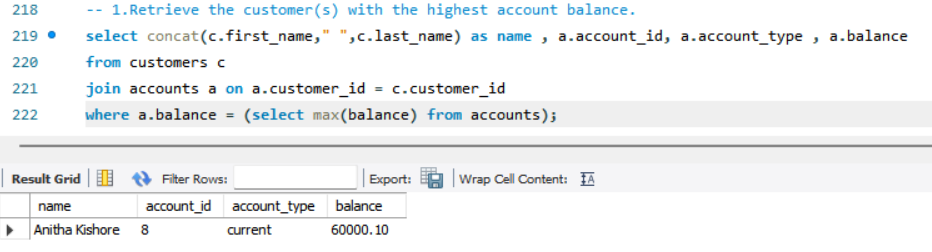 218 -- 1.Retrieve the customer(s) with the highest account balance.
219 select concat(c.first_name," ",c.last_name) as name , a.account_id, a.account_type , a.balance
220 from customers c
221 join accounts a on a.customer_id = c.customer_id
222 where a.balance = (select max(balance) from accounts);
Result Grid Filter Rows: Export: Wrap Cell Content: IA
name account_id account_type balance
Anitha Kishore 8 current 60000.10